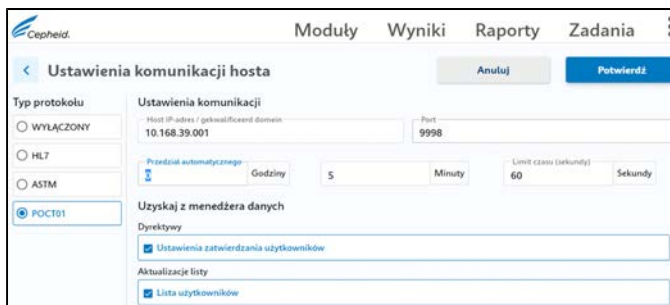 Cepheid.
Moduły Wyniki Raporty Zadania
Ustawienia komunikacji hosta Anuluj Potwierdź
Typ protokołu
WYŁĄCZONY
HL7
ASTM
POCT01
Ustawienia komunikacji
Host IP-adres / gekwalificeerd domein
10.168.39.001
Port
9998
Przedział automatycznego
0 Godziny
5 Minuty
Limit czasu (sekundy)
60 Sekundy
Uzyskaj z menedżera danych
Dyrektywy
Ustawienia zatwierdzania użytkowników
Aktualizacje listy
Lista użytkowników